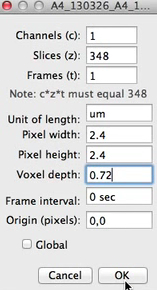 A4_130326_A4_1...
Channels (c): 1
Slices (z): 348
Frames (t): 1
Note: c*z*t must equal 348
Unit of length: um
Pixel width: 2.4
Pixel height: 2.4
Voxel depth: 0.72
Frame interval: 0 sec
Origin (pixels): 0,0
Global
Cancel OK